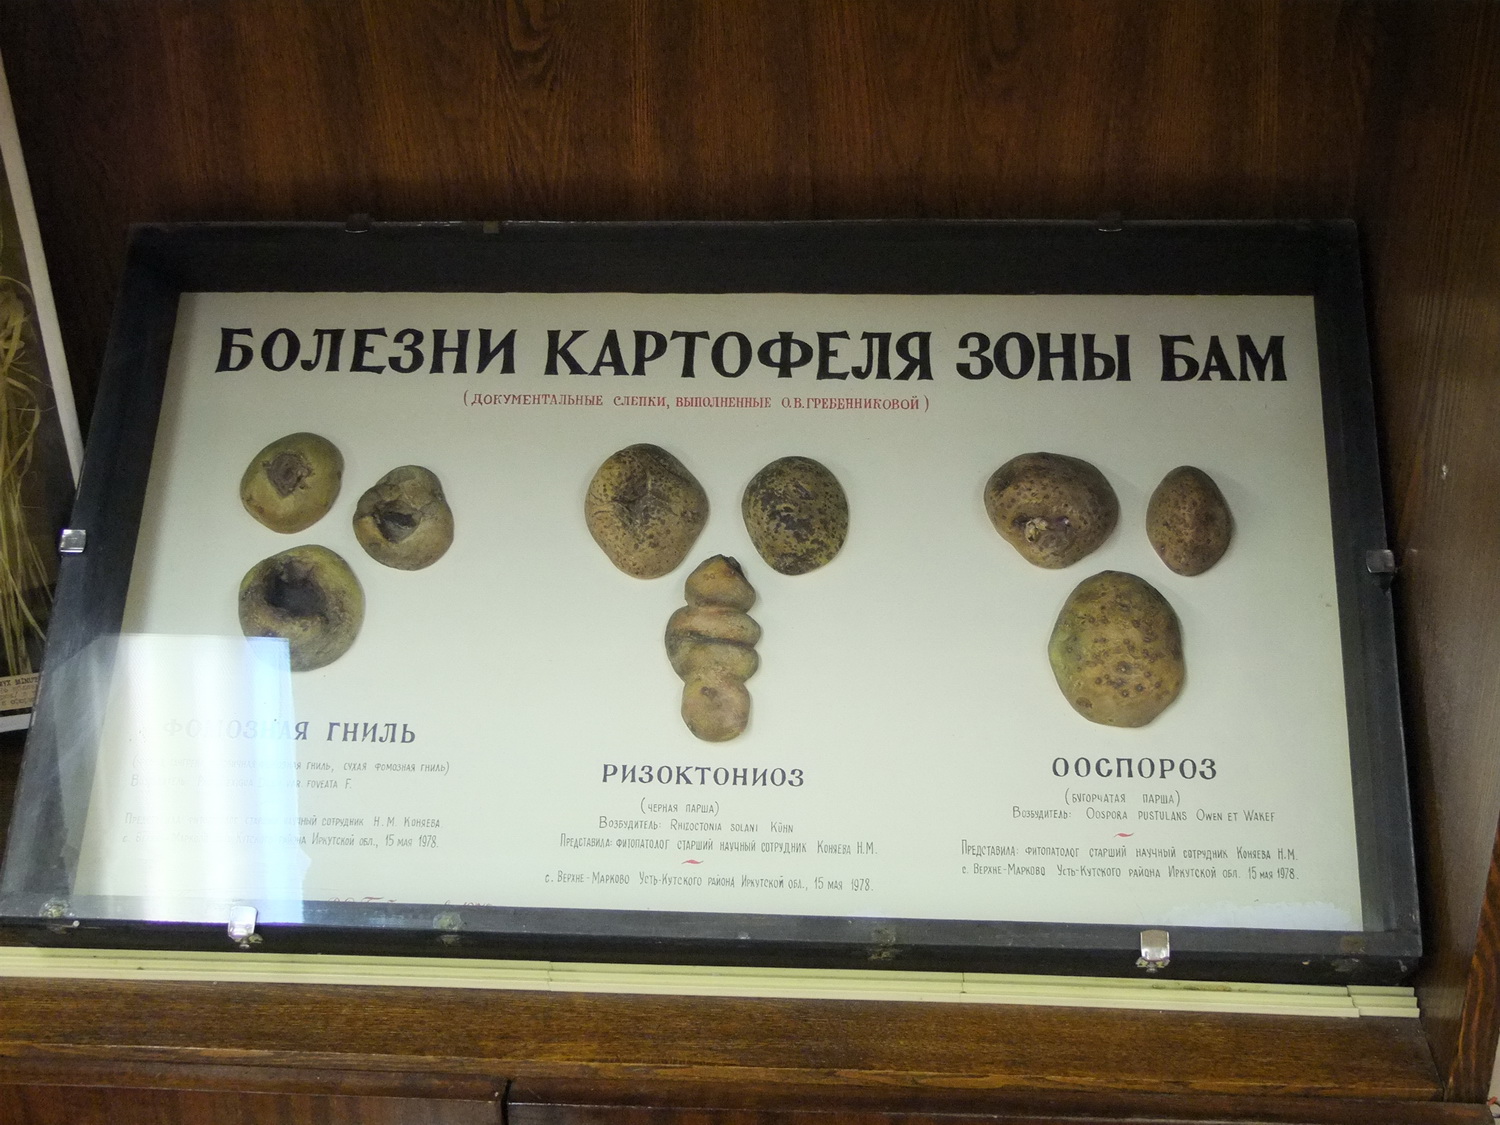 БОЛЕЗНИ КАРТОФЕЛЯ ЗОНЫ БАМ
(ДОКУМЕНТАЛЬНЫЕ СЛЕПКИ, ВЫПОЛНЕННЫЕ О.В.ГРЕБЕННИКОВОЙ)
ФОМОЗНАЯ ГНИЛЬ
ГНИЛЬ, СУХАЯ ФОМОЗНАЯ ГНИЛЬ)
FOVEATA F.
СОТРУДНИК Н.М. КОНЯЕВА
ИРКУТСКОЙ ОБЛ., 15 МАЯ 1978.
РИЗОКТОНИОЗ
(ЧЕРНАЯ ПАРША)
ВОЗБУДИТЕЛЬ: RHIZOCTONIA SOLANI KÜHN
ПРЕДСТАВИЛА: ФИТОПАТОЛОГ СТАРШИЙ НАУЧНЫЙ СОТРУДНИК КОНЯЕВА Н.М.
С. ВЕРХНЕ-МАРКОВО УСТЬ-КУТСКОГО РАЙОНА ИРКУТСКОЙ ОБЛ., 15 МАЯ 1978.
ООСПОРОЗ
(БУГОРЧАТАЯ ПАРША)
ВОЗБУДИТЕЛЬ: OOSPORA PUSTULANS OWEN ET WAKEF
ПРЕДСТАВИЛА: ФИТОПАТОЛОГ СТАРШИЙ НАУЧНЫЙ СОТРУДНИК КОНЯЕВА Н.М.
С. ВЕРХНЕ-МАРКОВО УСТЬ-КУТСКОГО РАЙОНА ИРКУТСКОЙ ОБЛ. 15 МАЯ 1978.